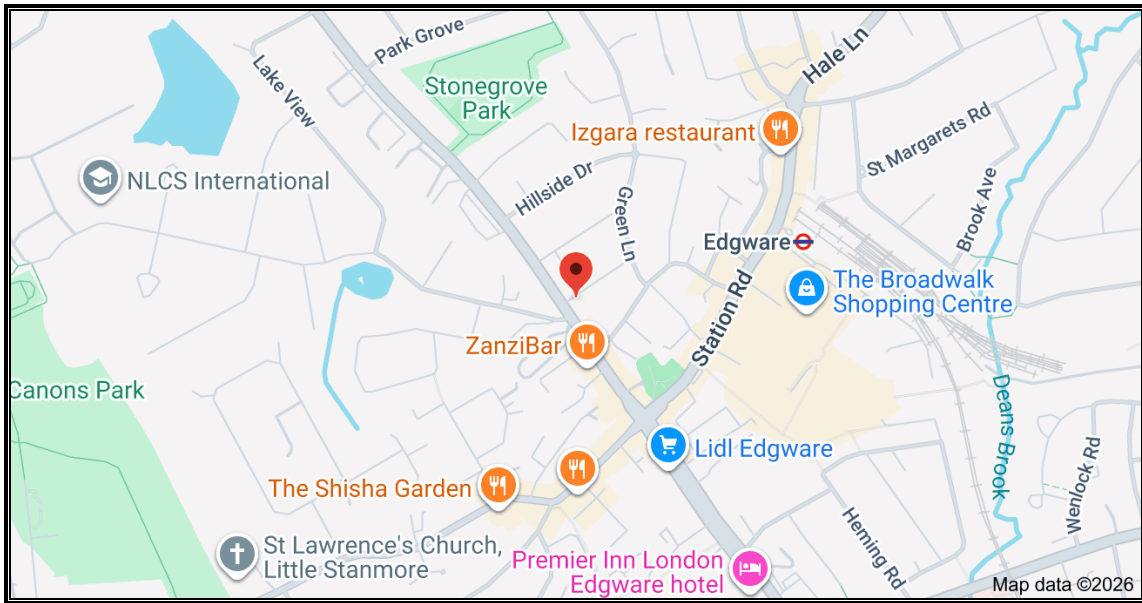 Park Grove
Hale Ln
Lake View
Stonegrove
Park
Izgara restaurant
St Margarets Rd
NLCS International
Hillside Dr
Green Ln
Brook Ave
Edgware
The Broadwalk
Shopping Centre
Station Rd
ZanziBar
Canons Park
Deans Brook
Lidl Edgware
Wenlock Rd
The Shisha Garden
Heming Rd
St Lawrence's Church,
Little Stanmore
Premier Inn London
Edgware hotel
Map data ©2026